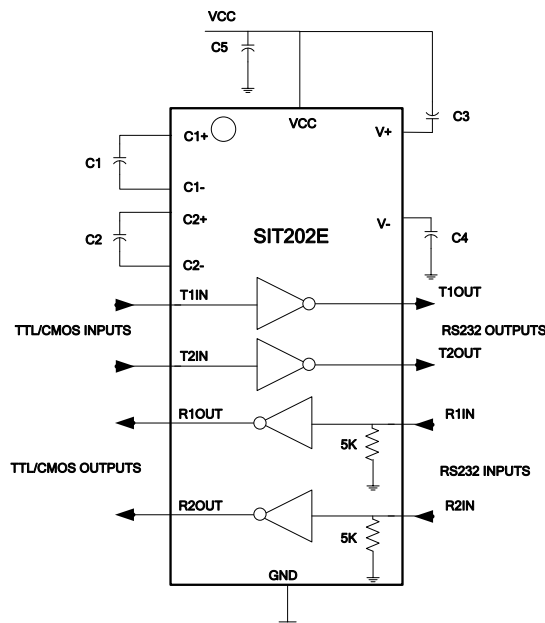 VCC
C5
VCC
C3
C1+
V+
C1
C1-
C2+
V-
C2
SIT202E
C4
C2-
T1IN
T1OUT
TTL/CMOS INPUTS
RS232 OUTPUTS
T2IN
T2OUT
R1OUT
R1IN
5K
TTL/CMOS OUTPUTS
RS232 INPUTS
R2OUT
R2IN
5K
GND